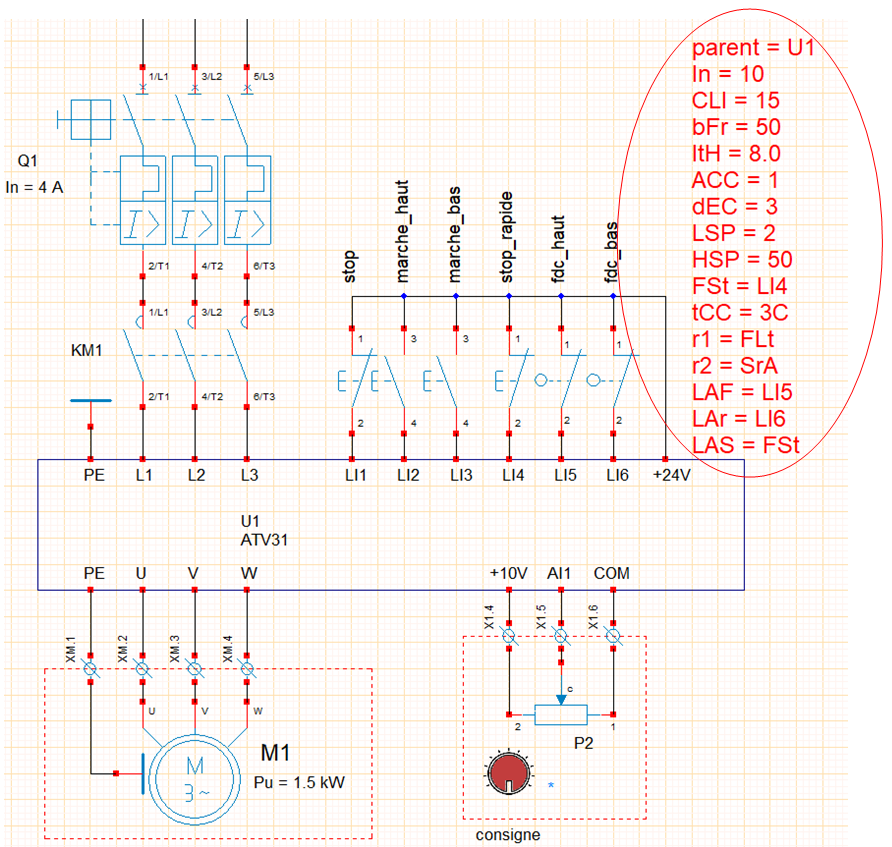 parent = U1
In = 10
CLI = 15
bFr = 50
ItH = 8.0
ACC = 1
dEC = 3
LSP = 2
HSP = 50
FSt = LI4
tCC = 3C
r1 = FLt
r2 = SrA
LAF = LI5
LAr = LI6
LAS = FSt
1/L1 3/L2 5/L3
Q1
In = 4 A
I> I> I>
2/T1 4/T2 6/T3
1/L1 3/L2 5/L3
KM1
2/T1 4/T2 6/T3
stop marche_haut marche_bas stop_rapide fdc_haut fdc_bas
1 3 3 1 1 1
E E E E
2 4 4 2 2 2
PE L1 L2 L3 LI1 LI2 LI3 LI4 LI5 LI6 +24V
U1
ATV31
PE U V W +10V AI1 COM
XM.1 XM.2 XM.3 XM.4 X1.4 X1.5 X1.6
U V W
c
2 1
P2
M
3 ~
M1
Pu = 1.5 kW
*
consigne